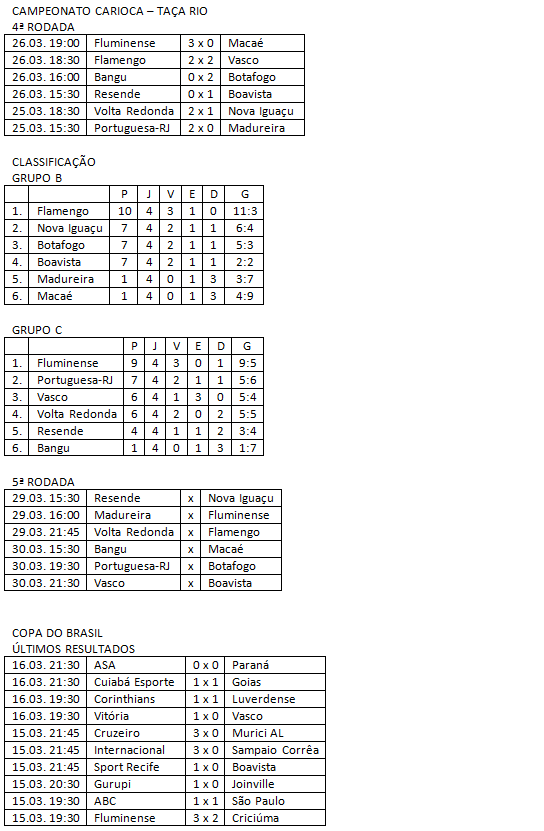 CAMPEONATO CARIOCA – TAÇA RIO
4ª RODADA
26.03. 19:00 Fluminense 3 x 0 Macaé
26.03. 18:30 Flamengo 2 x 2 Vasco
26.03. 16:00 Bangu 0 x 2 Botafogo
26.03. 15:30 Resende 0 x 1 Boavista
25.03. 18:30 Volta Redonda 2 x 1 Nova Iguaçu
25.03. 15:30 Portuguesa-RJ 2 x 0 Madureira
CLASSIFICAÇÃO
GRUPO B
P J V E D G
1. Flamengo 10 4 3 1 0 11:3
2. Nova Iguaçu 7 4 2 1 1 6:4
3. Botafogo 7 4 2 1 1 5:3
4. Boavista 7 4 2 1 1 2:2
5. Madureira 1 4 0 1 3 3:7
6. Macaé 1 4 0 1 3 4:9
GRUPO C
P J V E D G
1. Fluminense 9 4 3 0 1 9:5
2. Portuguesa-RJ 7 4 2 1 1 5:6
3. Vasco 6 4 1 3 0 5:4
4. Volta Redonda 6 4 2 0 2 5:5
5. Resende 4 4 1 1 2 3:4
6. Bangu 1 4 0 1 3 1:7
5ª RODADA
29.03. 15:30 Resende x Nova Iguaçu
29.03. 16:00 Madureira x Fluminense
29.03. 21:45 Volta Redonda x Flamengo
30.03. 15:30 Bangu x Macaé
30.03. 19:30 Portuguesa-RJ x Botafogo
30.03. 21:30 Vasco x Boavista
COPA DO BRASIL
ÚLTIMOS RESULTADOS
16.03. 21:30 ASA 0 x 0 Paraná
16.03. 21:30 Cuiabá Esporte 1 x 1 Goias
16.03. 19:30 Corinthians 1 x 1 Luverdense
16.03. 19:30 Vitória 1 x 0 Vasco
15.03. 21:45 Cruzeiro 3 x 0 Murici AL
15.03. 21:45 Internacional 3 x 0 Sampaio Corrêa
15.03. 21:45 Sport Recife 1 x 0 Boavista
15.03. 20:30 Gurupi 1 x 0 Joinville
15.03. 19:30 ABC 1 x 1 São Paulo
15.03. 19:30 Fluminense 3 x 2 Criciúma